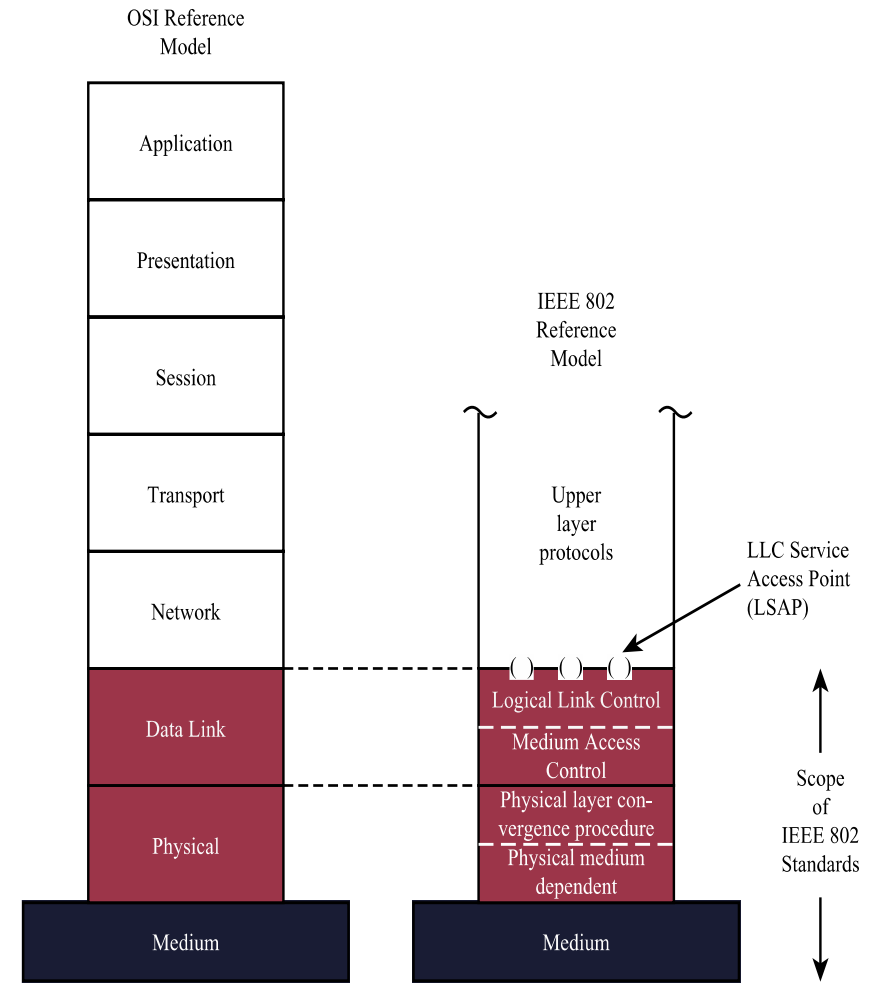 OSI Reference
Model
Application
Presentation
Session
Transport
Network
Data Link
Physical
Medium
IEEE 802
Reference
Model
Upper
layer
protocols
LLC Service
Access Point
(LSAP)
( ) ( ) ( )
Logical Link Control
Medium Access
Control
Physical layer con-
vergence procedure
Physical medium
dependent
Medium
Scope
of
IEEE 802
Standards